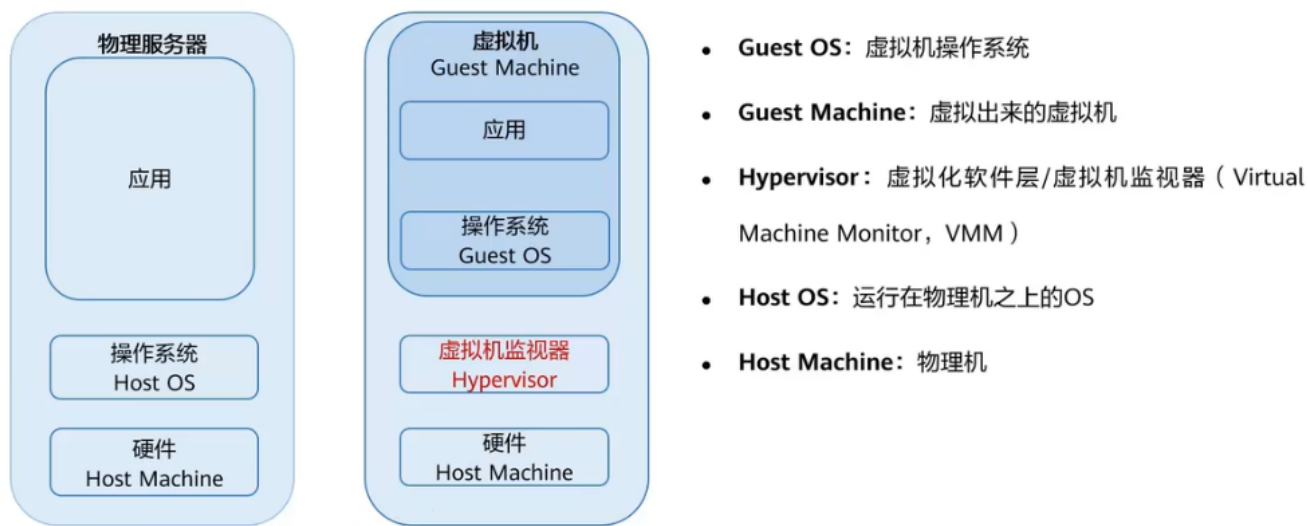 物理服务器
应用
操作系统
Host OS
硬件
Host Machine
虚拟机
Guest Machine
应用
操作系统
Guest OS
虚拟机监视器
Hypervisor
硬件
Host Machine
• Guest OS：虚拟机操作系统
• Guest Machine：虚拟出来的虚拟机
• Hypervisor：虚拟化软件层/虚拟机监视器（Virtual
Machine Monitor，VMM）
• Host OS：运行在物理机之上的OS
• Host Machine：物理机